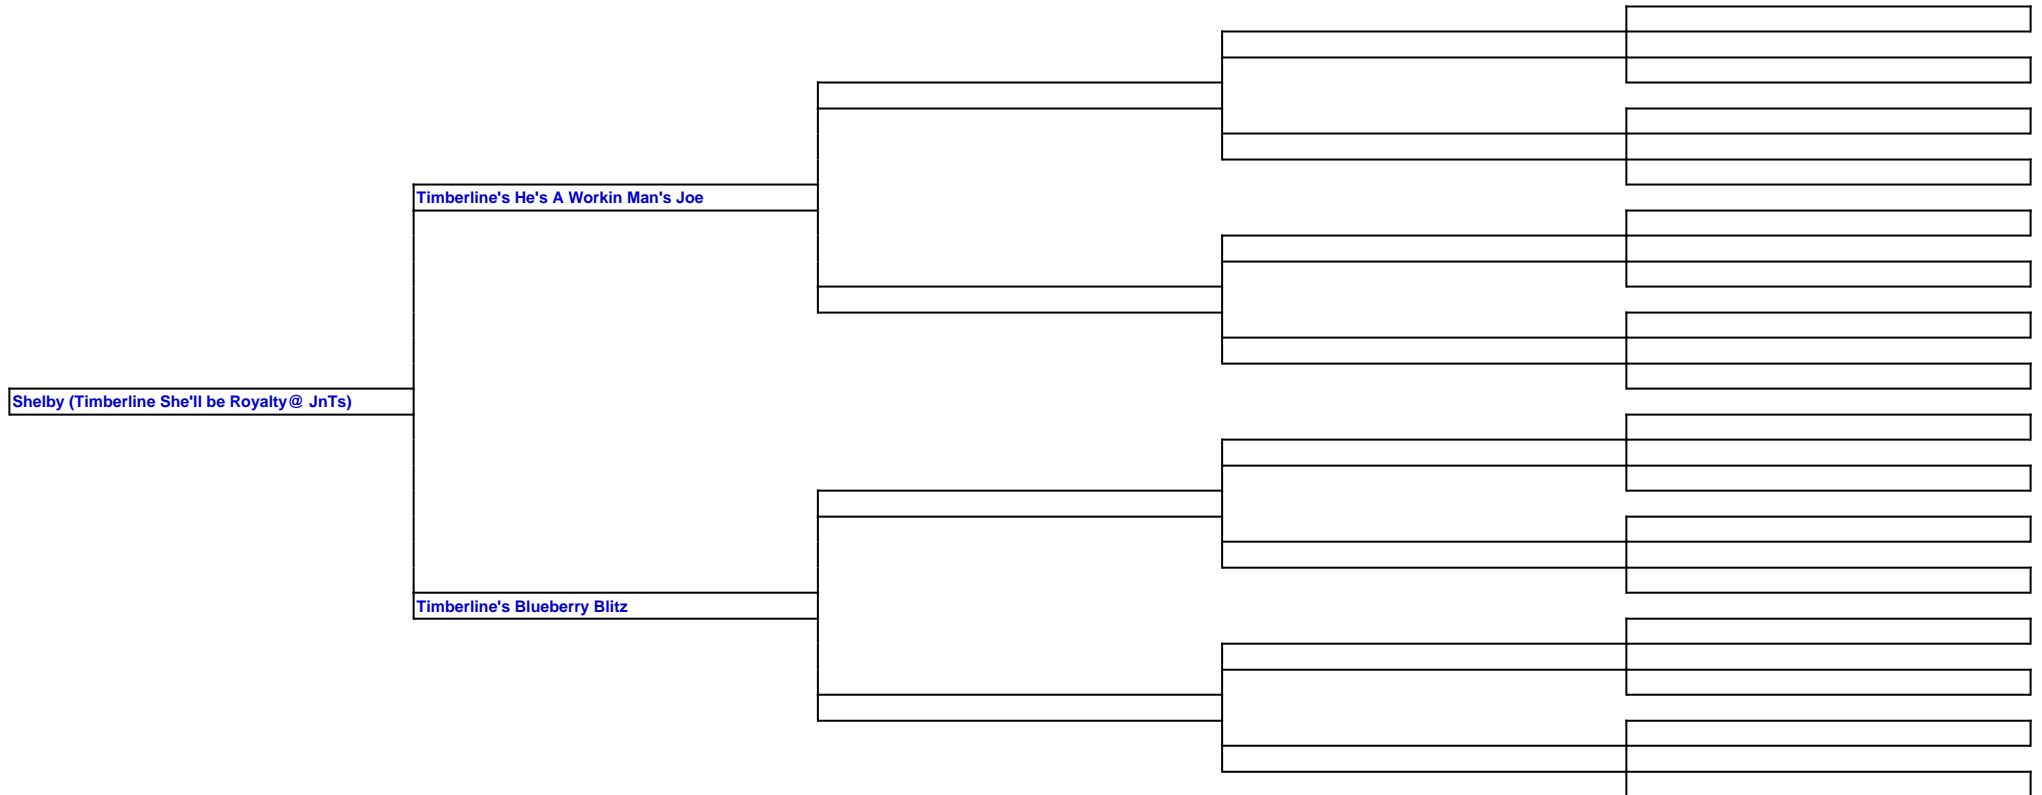 Timberline's He's A Workin Man's Joe
Shelby (Timberline She'll be Royalty@ JnTs)
Timberline's Blueberry Blitz